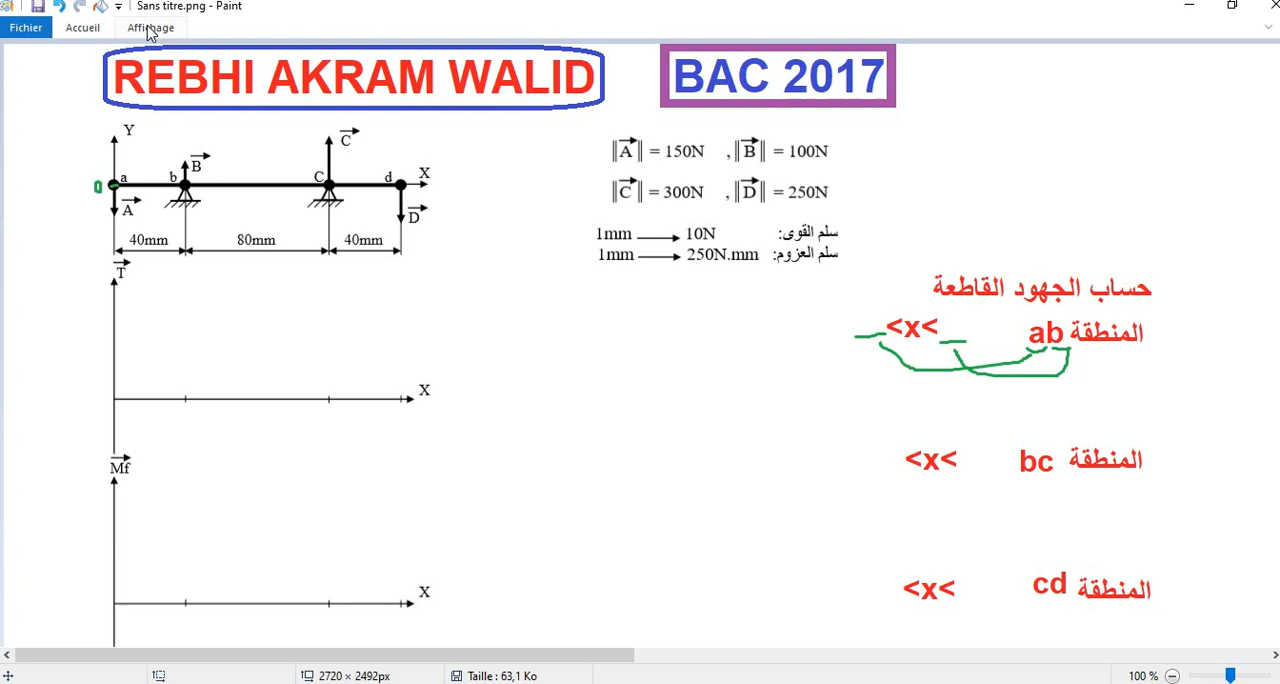 Sans titre.png - Paint
Fichier Accueil Affichage
REBHI AKRAM WALID
BAC 2017
Y
C
B
a b C d X
0
A
D
40mm 80mm 40mm
‖A‖ = 150N , ‖B‖ = 100N
‖C‖ = 300N , ‖D‖ = 250N
سلم القوى: 1mm → 10N
سلم العزوم: 1mm → 250N.mm
T
X
Mf
X
حساب الجهود القاطعة
المنطقة ab <x<
المنطقة bc <x<
المنطقة cd <x<
2720 × 2492px
Taille : 63,1 Ko
100 %